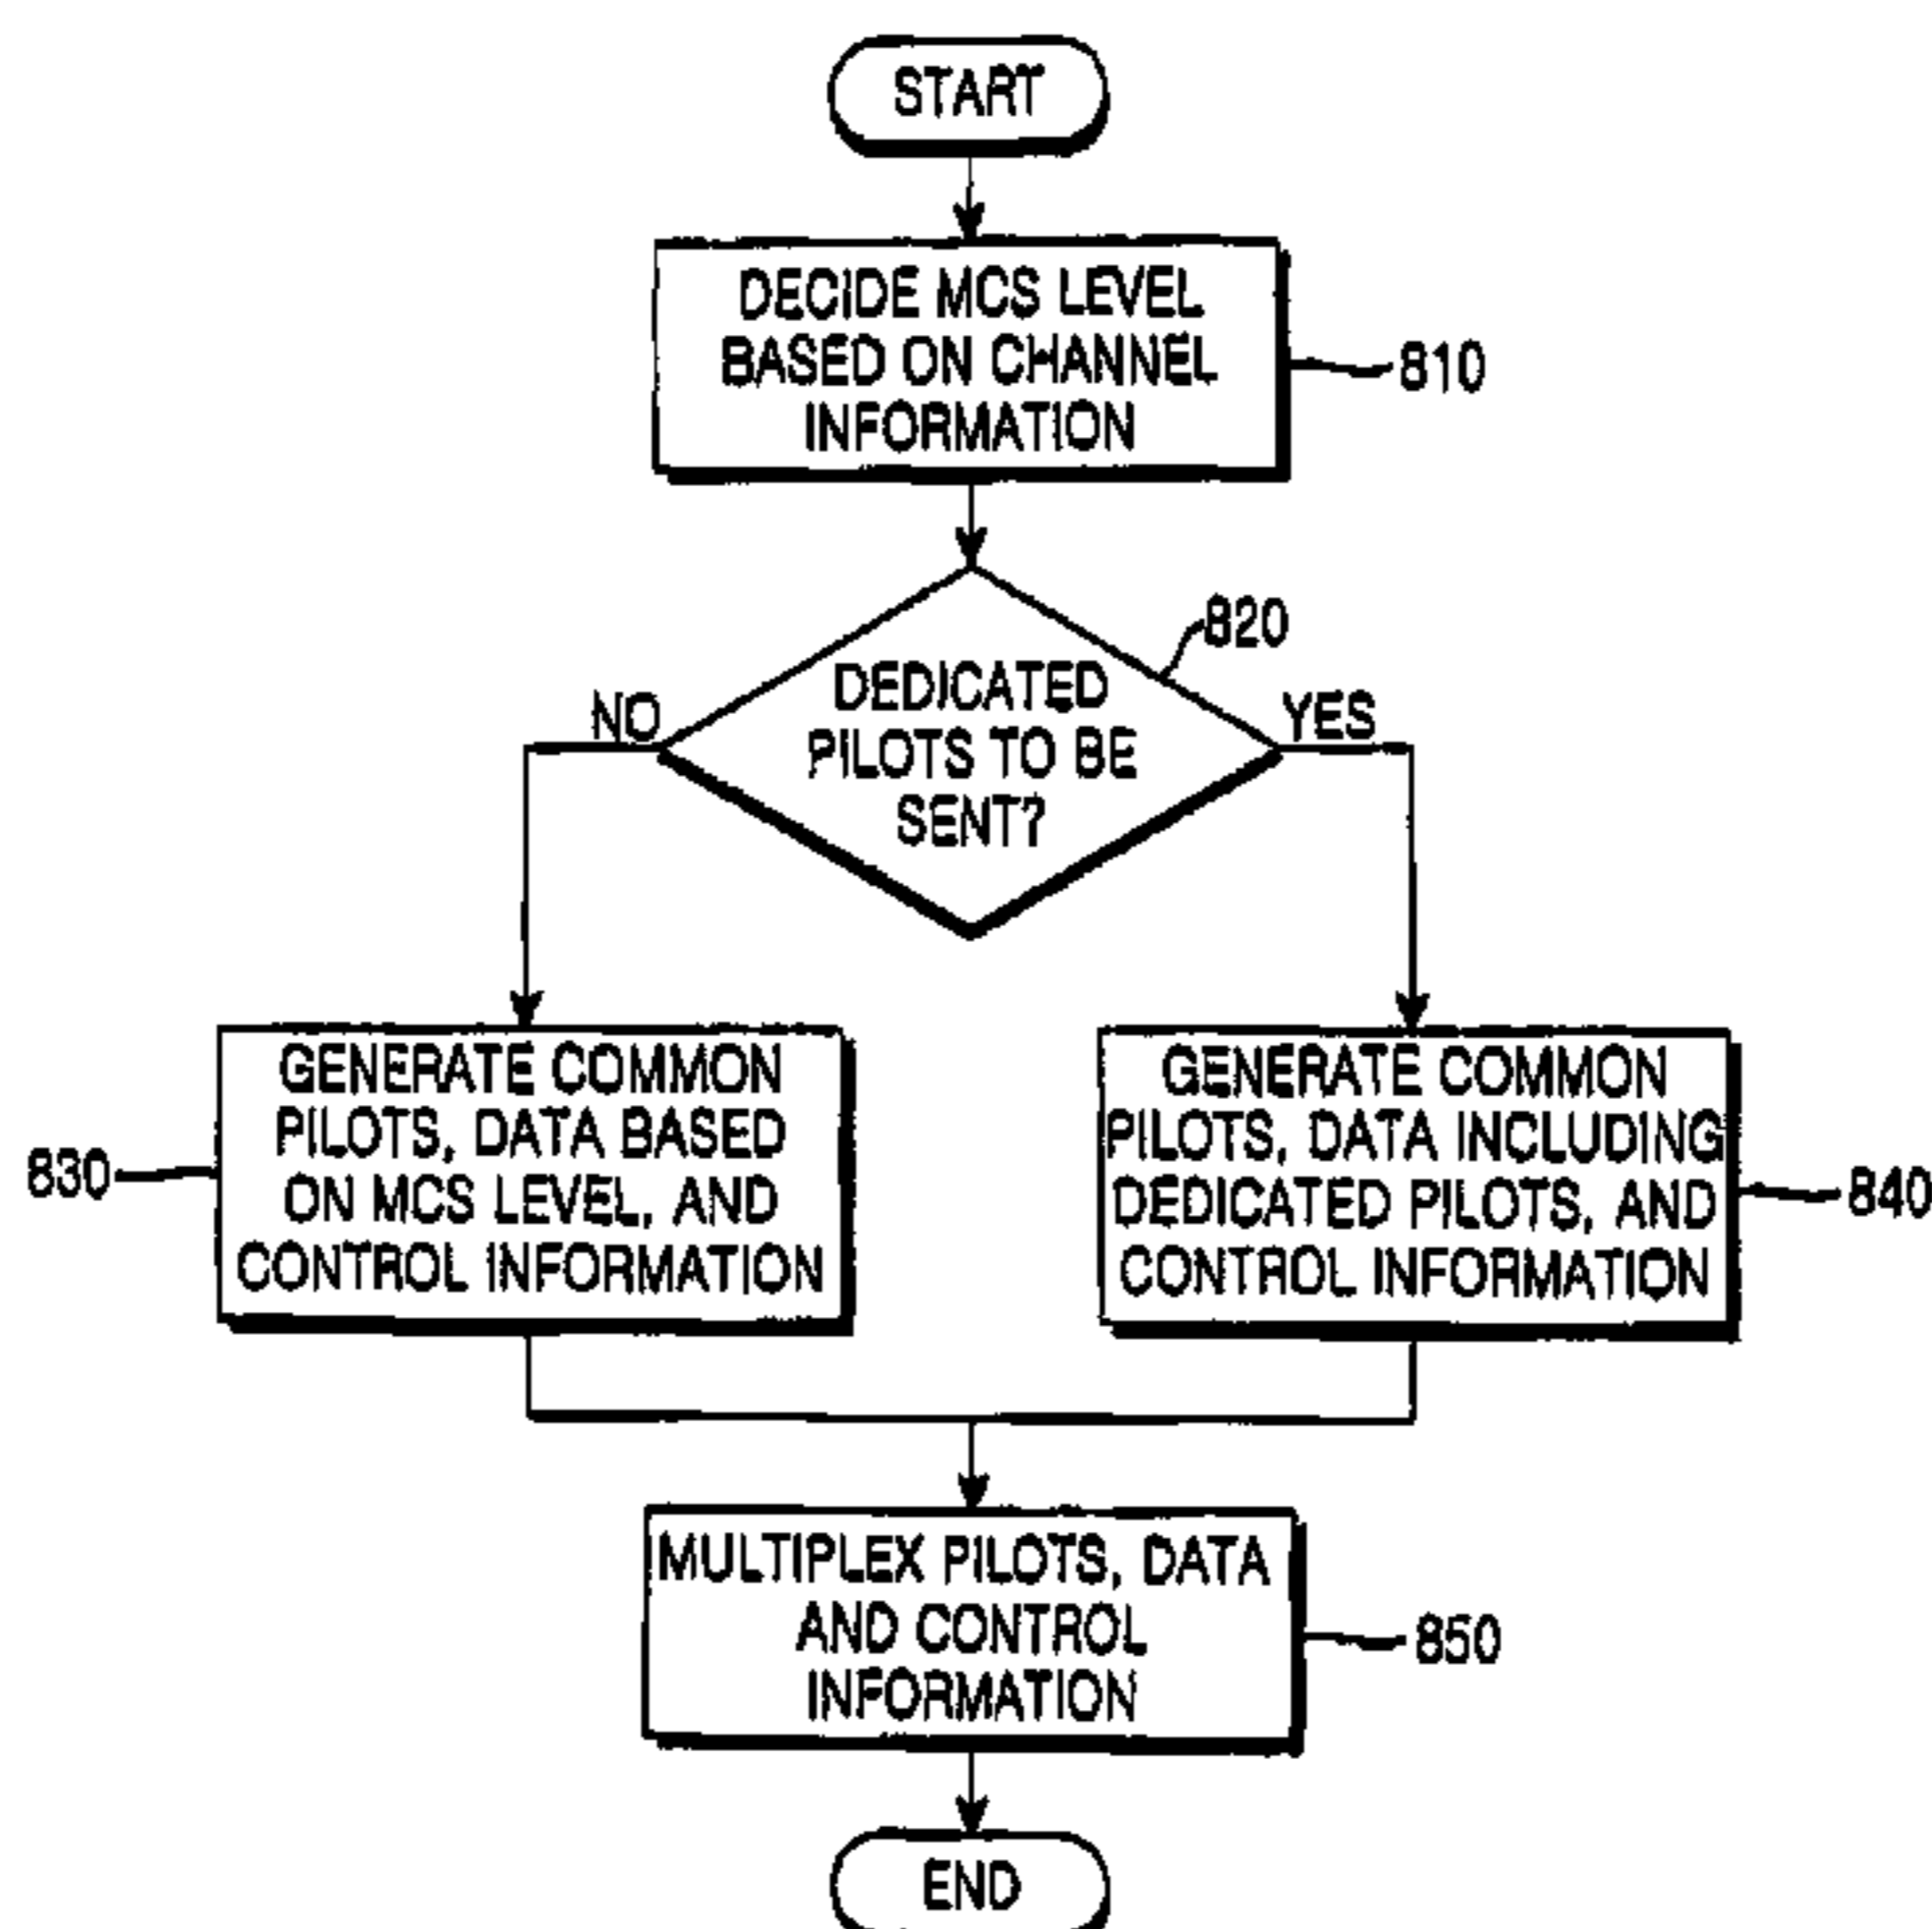 START
DECIDE MCS LEVEL
BASED ON CHANNEL
INFORMATION
810
820
DEDICATED
PILOTS TO BE
SENT?
NO
YES
GENERATE COMMON
PILOTS, DATA BASED
ON MCS LEVEL, AND
CONTROL INFORMATION
830
GENERATE COMMON
PILOTS, DATA INCLUDING
DEDICATED PILOTS, AND
CONTROL INFORMATION
840
MULTIPLEX PILOTS, DATA
AND CONTROL
INFORMATION
850
END